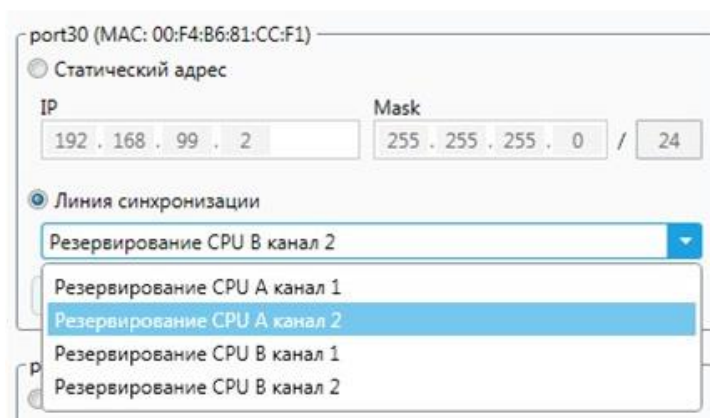 port30 (MAC: 00:F4:B6:81:CC:F1)
Статический адрес
IP Mask
192 . 168 . 99 . 2 255 . 255 . 255 . 0 / 24
Линия синхронизации
Резервирование CPU B канал 2
Резервирование CPU A канал 1
Резервирование CPU A канал 2
Резервирование CPU B канал 1
Резервирование CPU B канал 2